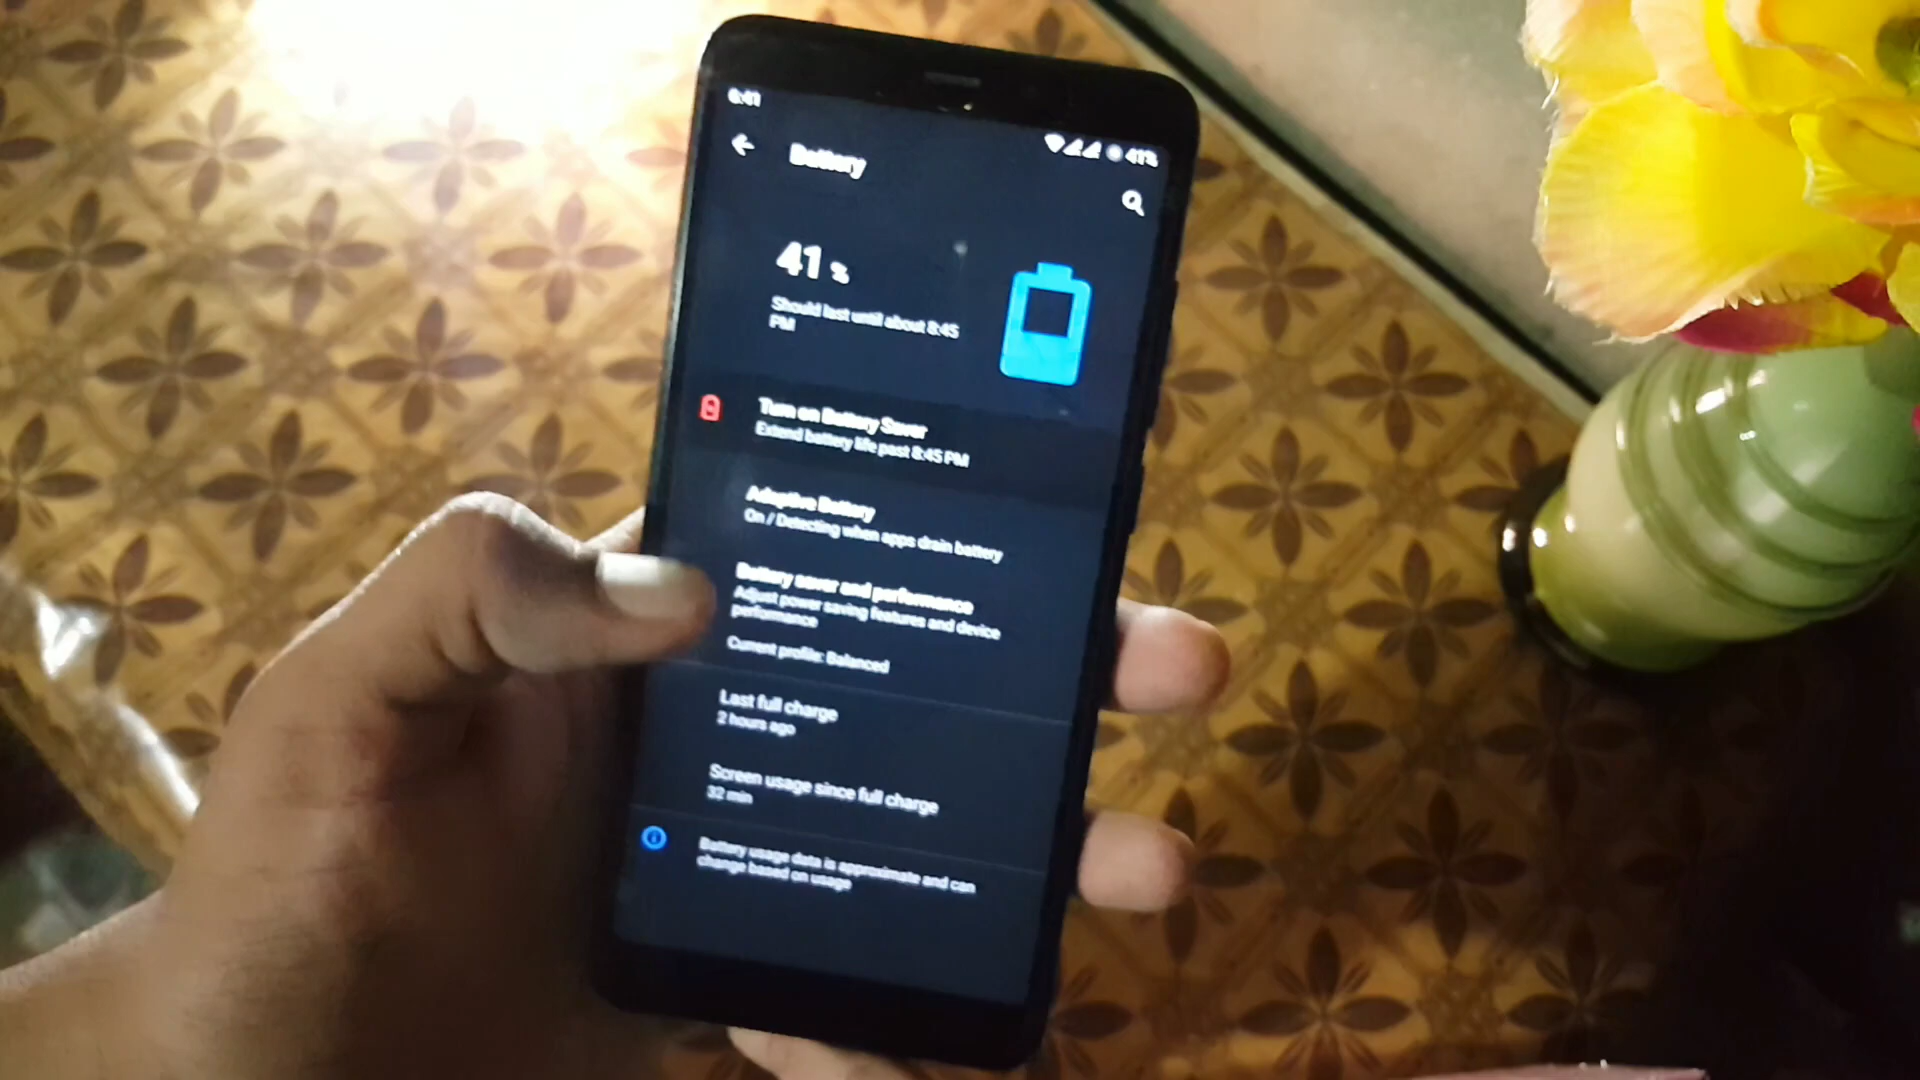 6:41
41%
Battery
41 %
Should last until about 8:45
PM
Turn on Battery Saver
Extend battery life past 8:45 PM
Adaptive Battery
On / Detecting when apps drain battery
Battery saver and performance
Adjust power saving features and device
performance
Current profile: Balanced
Last full charge
2 hours ago
Screen usage since full charge
32 min
Battery usage data is approximate and can
change based on usage